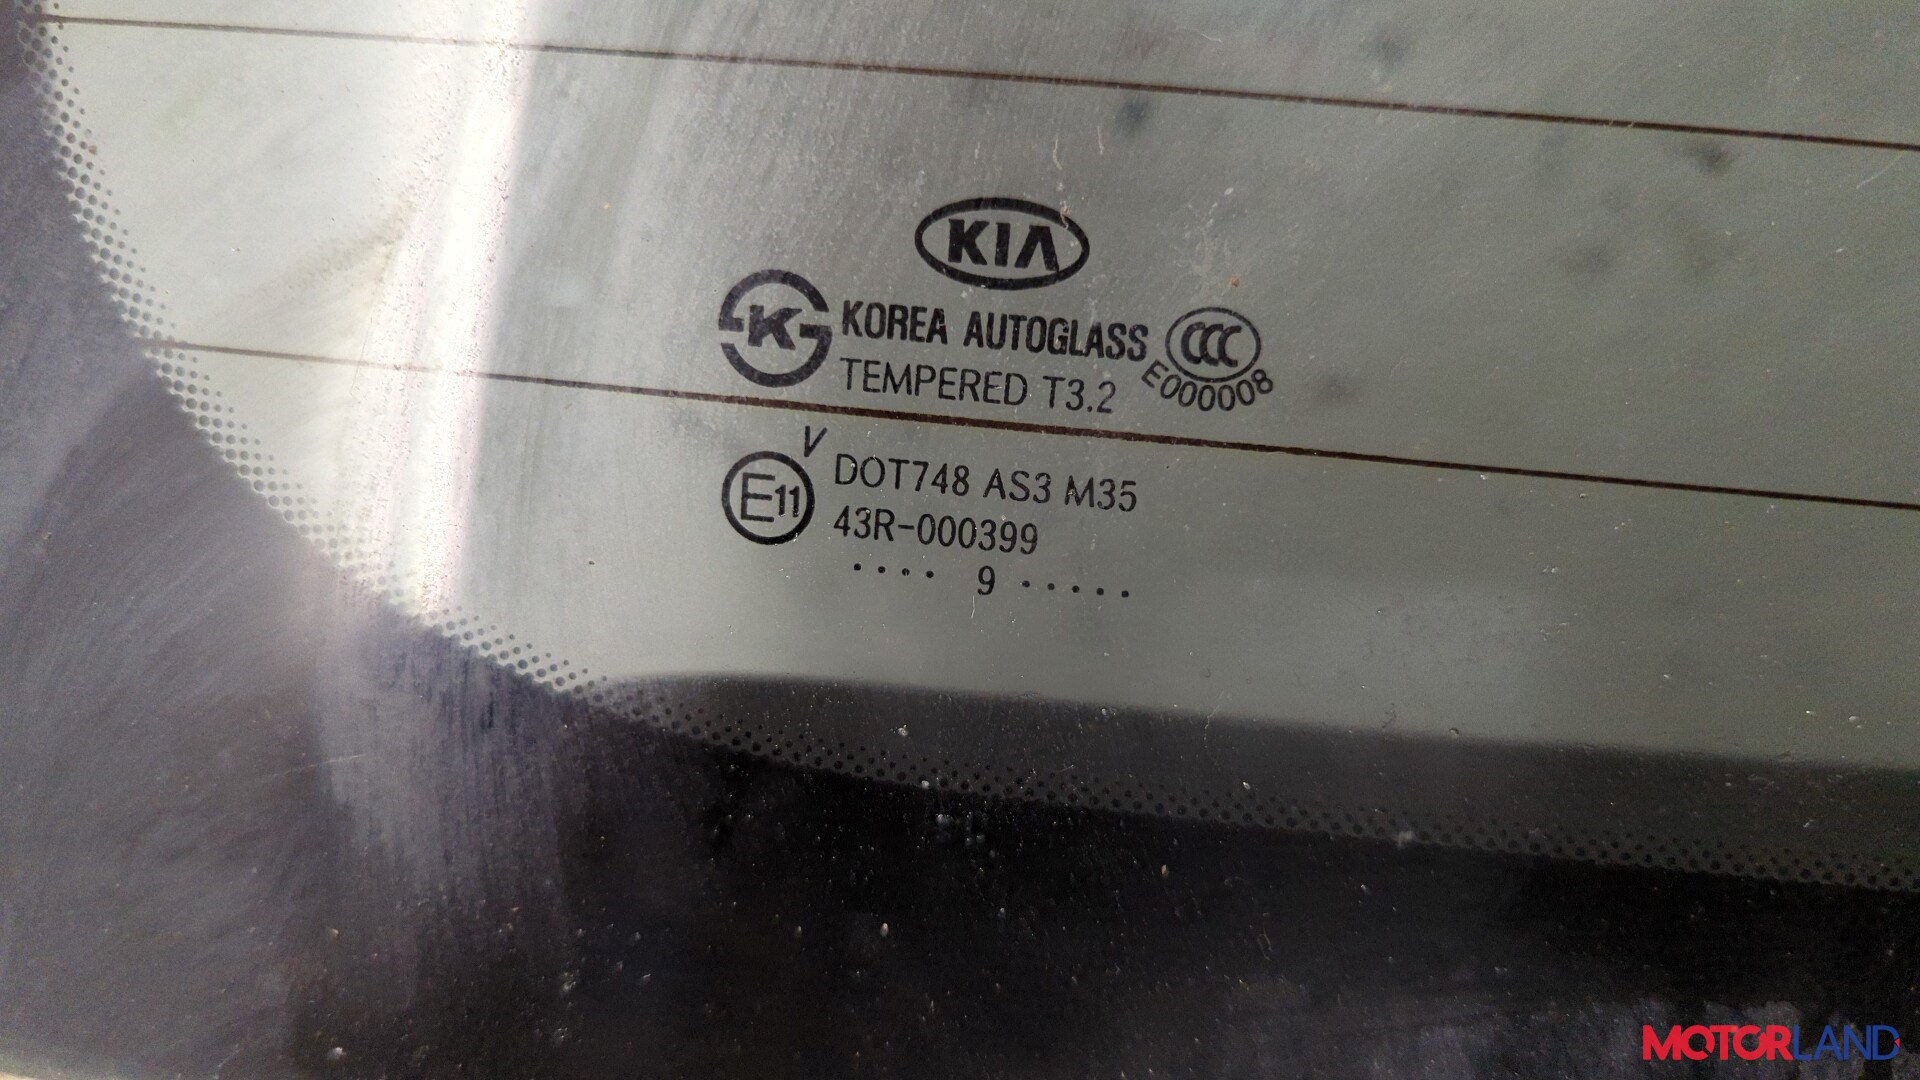 KIA
K KOREA AUTOGLASS CCC
TEMPERED T3.2 E000008
V
E11 DOT748 AS3 M35
43R-000399
.... 9 .....
MOTORLAND